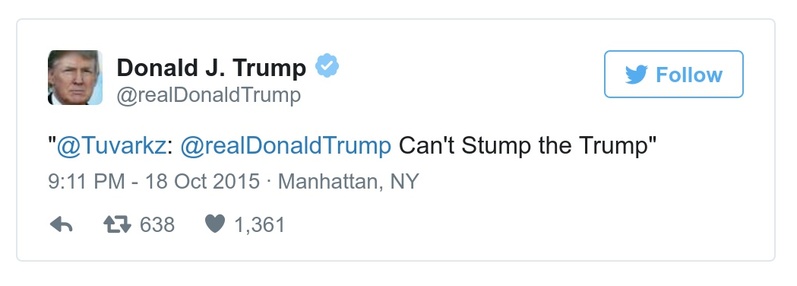 Donald J. Trump
@realDonaldTrump
Follow
"@Tuvarkz: @realDonaldTrump Can't Stump the Trump"
9:11 PM - 18 Oct 2015 · Manhattan, NY
638 1,361